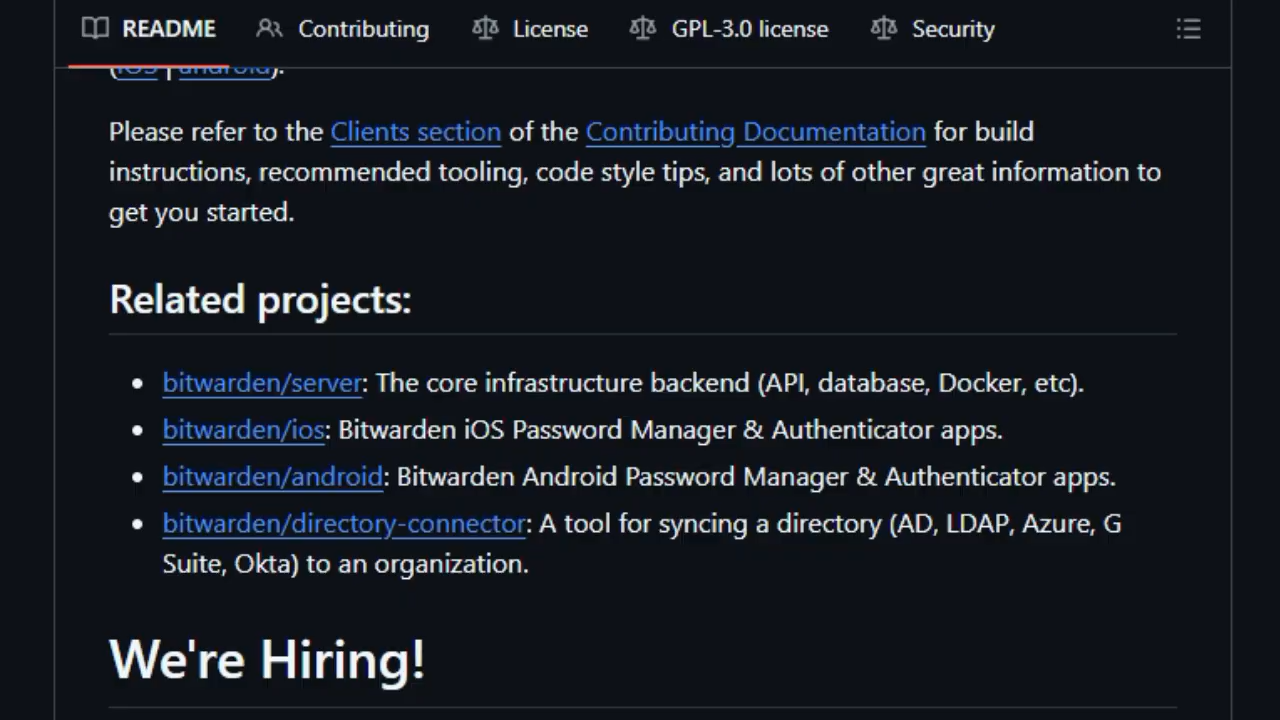 README Contributing License GPL-3.0 license Security
(iOS | android).
Please refer to the Clients section of the Contributing Documentation for build
instructions, recommended tooling, code style tips, and lots of other great information to
get you started.
Related projects:
bitwarden/server: The core infrastructure backend (API, database, Docker, etc).
bitwarden/ios: Bitwarden iOS Password Manager & Authenticator apps.
bitwarden/android: Bitwarden Android Password Manager & Authenticator apps.
bitwarden/directory-connector: A tool for syncing a directory (AD, LDAP, Azure, G
Suite, Okta) to an organization.
We're Hiring!